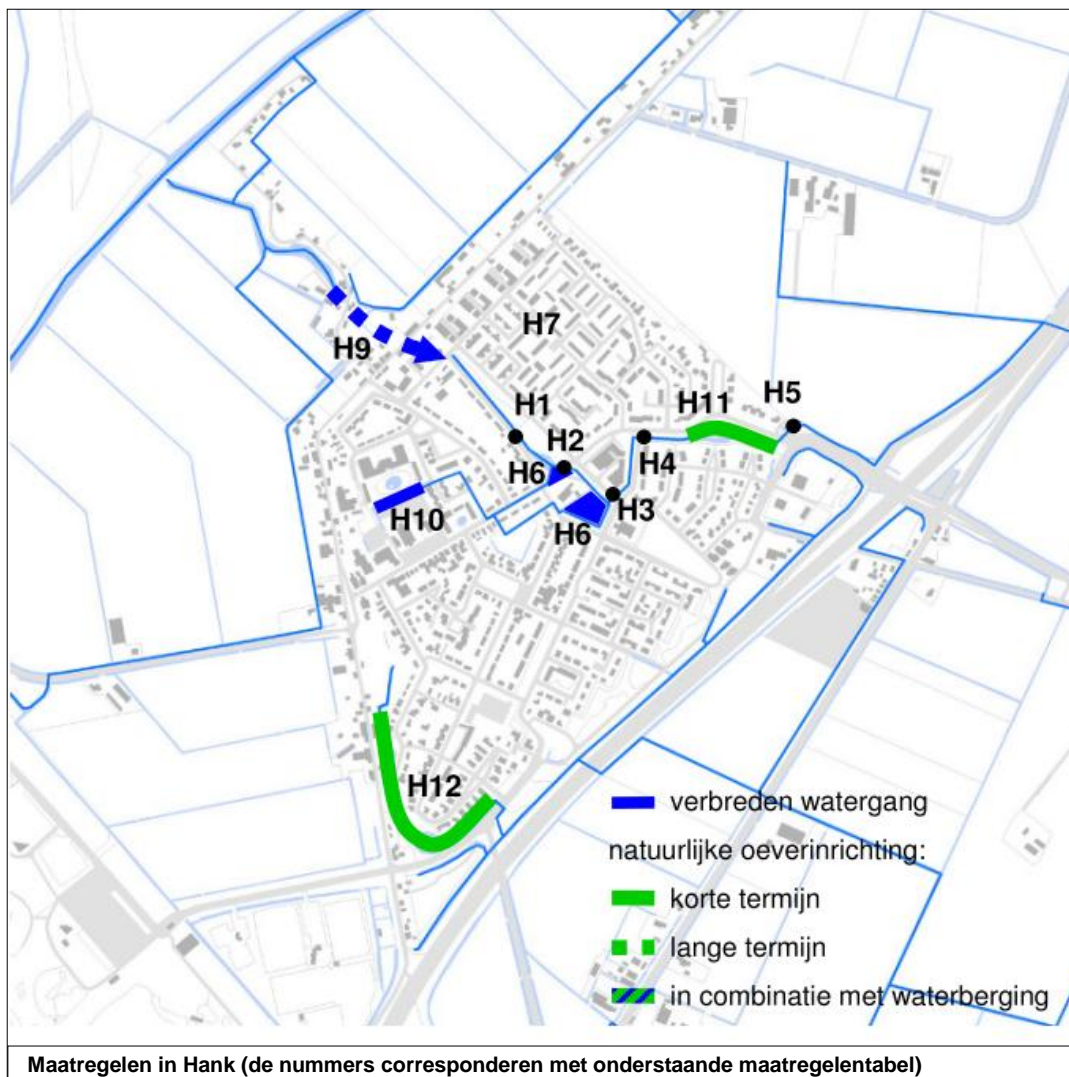 H7
H9
H1
H11
H5
H2
H4
H6
H3
H10
H6
H12
verbreden watergang
natuurlijke oeverinrichting:
korte termijn
lange termijn
in combinatie met waterberging
Maatregelen in Hank (de nummers corresponderen met onderstaande maatregelentabel)